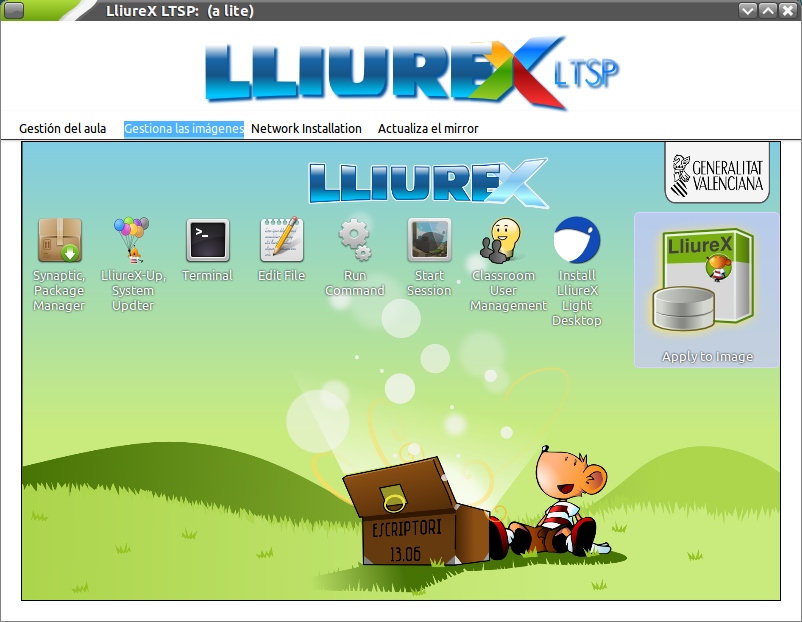 LliureX LTSP:  (a lite)
LLIUREX LTSP
Gestión del aula
Gestiona las imágenes
Network Installation
Actualiza el mirror
LLIUREX
GENERALITAT
VALENCIANA
Synaptic,
Package
Manager
LliureX-Up,
System
Updter
Terminal
Edit File
Run
Command
Start
Session
Classroom
User
Management
Install
LliureX
Light
Desktop
LliureX
Apply to Image
ESCRIPTORI
13.06